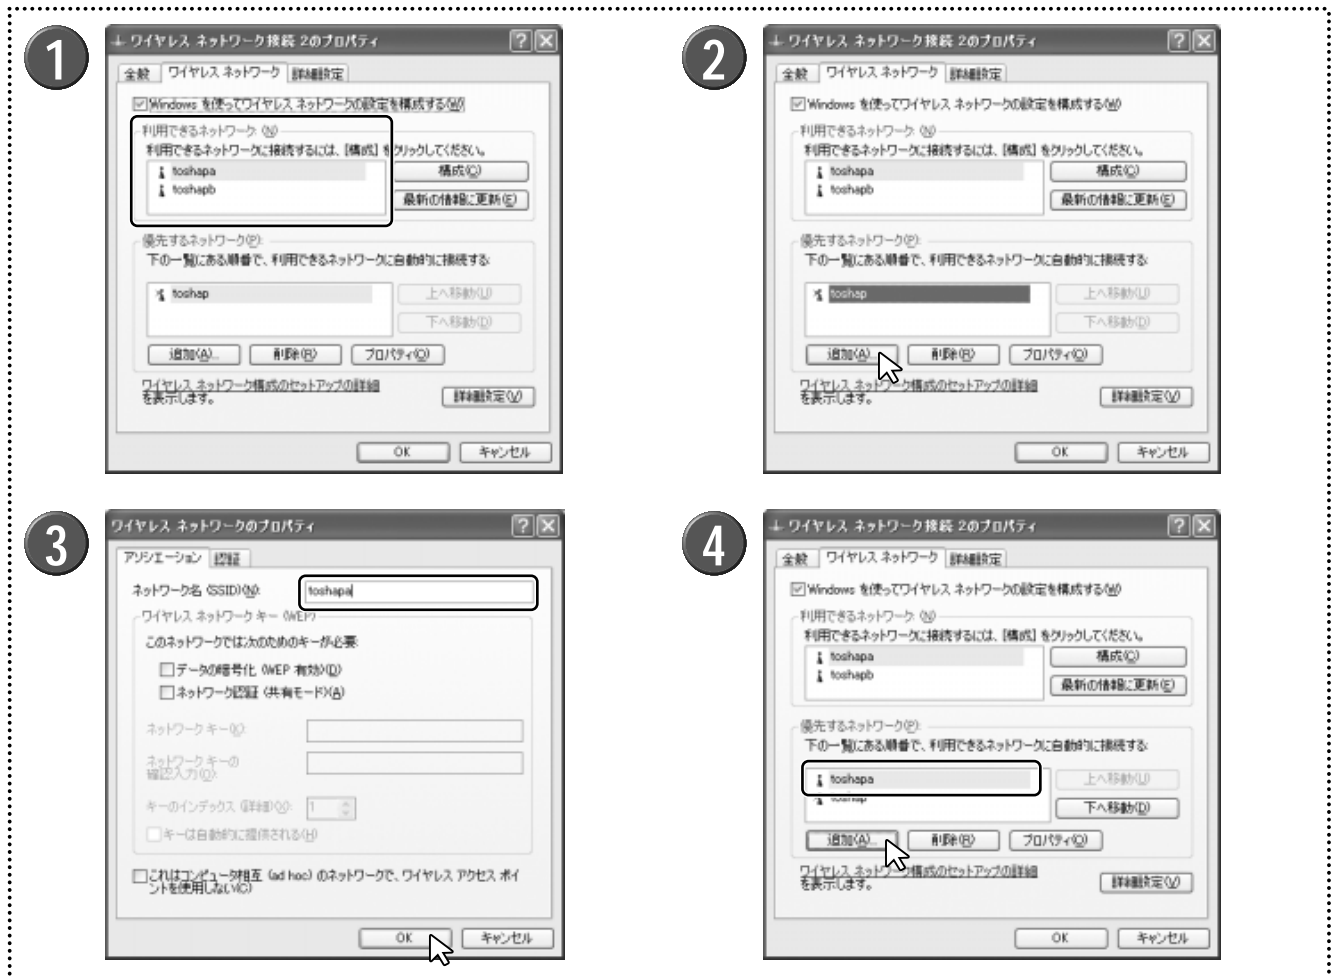 1
ワイヤレス ネットワーク接続 2のプロパティ
全般
ワイヤレス ネットワーク
詳細設定
Windows を使ってワイヤレス ネットワークの設定を構成する(W)
利用できるネットワーク: (N)
利用できるネットワークに接続するには、[構成] をクリックしてください。
toshapa
toshapb
構成(C)
最新の情報に更新(E)
優先するネットワーク(P):
下の一覧にある順番で、利用できるネットワークに自動的に接続する:
toshap
上へ移動(U)
下へ移動(D)
追加(A)...
削除(R)
プロパティ(O)
ワイヤレス ネットワーク構成のセットアップの詳細
を表示します。
詳細設定(V)
OK
キャンセル
2
ワイヤレス ネットワーク接続 2のプロパティ
全般
ワイヤレス ネットワーク
詳細設定
Windows を使ってワイヤレス ネットワークの設定を構成する(W)
利用できるネットワーク: (N)
利用できるネットワークに接続するには、[構成] をクリックしてください。
toshapa
toshapb
構成(C)
最新の情報に更新(E)
優先するネットワーク(P):
下の一覧にある順番で、利用できるネットワークに自動的に接続する:
toshap
上へ移動(U)
下へ移動(D)
追加(A)...
削除(R)
プロパティ(O)
ワイヤレス ネットワーク構成のセットアップの詳細
を表示します。
詳細設定(V)
OK
キャンセル
3
ワイヤレス ネットワークのプロパティ
アソシエーション
認証
ネットワーク名 (SSID)(N):
toshapa
ワイヤレス ネットワーク キー (WEP)
このネットワークでは次のためのキーが必要:
データの暗号化 (WEP 有効)(D)
ネットワーク認証 (共有モード)(A)
ネットワーク キー(K):
ネットワーク キーの
確認入力(O):
キーのインデックス (詳細)(X):
1
キーは自動的に提供される(H)
これはコンピュータ相互 (ad hoc) のネットワークで、ワイヤレス アクセス ポイ
ントを使用しない(C)
OK
キャンセル
4
ワイヤレス ネットワーク接続 2のプロパティ
全般
ワイヤレス ネットワーク
詳細設定
Windows を使ってワイヤレス ネットワークの設定を構成する(W)
利用できるネットワーク: (N)
利用できるネットワークに接続するには、[構成] をクリックしてください。
toshapa
toshapb
構成(C)
最新の情報に更新(E)
優先するネットワーク(P):
下の一覧にある順番で、利用できるネットワークに自動的に接続する:
toshapa
toshap
上へ移動(U)
下へ移動(D)
追加(A)...
削除(R)
プロパティ(O)
ワイヤレス ネットワーク構成のセットアップの詳細
を表示します。
詳細設定(V)
OK
キャンセル